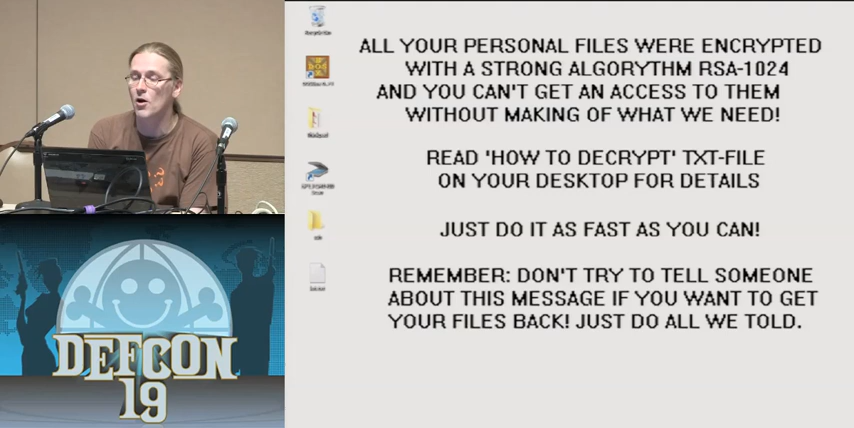 ALL YOUR PERSONAL FILES WERE ENCRYPTED
WITH A STRONG ALGORYTHM RSA-1024
AND YOU CAN'T GET AN ACCESS TO THEM
WITHOUT MAKING OF WHAT WE NEED!
READ 'HOW TO DECRYPT' TXT-FILE
ON YOUR DESKTOP FOR DETAILS
JUST DO IT AS FAST AS YOU CAN!
REMEMBER: DON'T TRY TO TELL SOMEONE
ABOUT THIS MESSAGE IF YOU WANT TO GET
YOUR FILES BACK! JUST DO ALL WE TOLD.
DEFCON
19